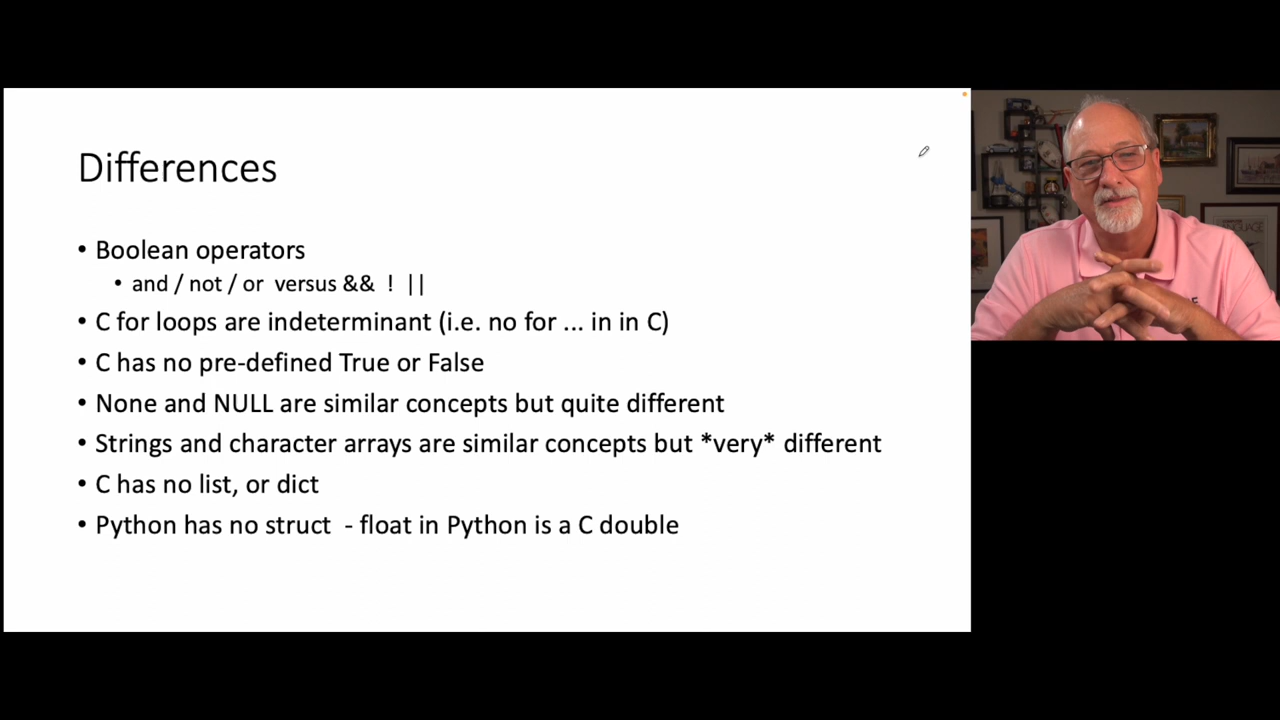 Differences
• Boolean operators
• and / not / or versus && ! ||
• C for loops are indeterminant (i.e. no for ... in in C)
• C has no pre-defined True or False
• None and NULL are similar concepts but quite different
• Strings and character arrays are similar concepts but *very* different
• C has no list, or dict
• Python has no struct - float in Python is a C double